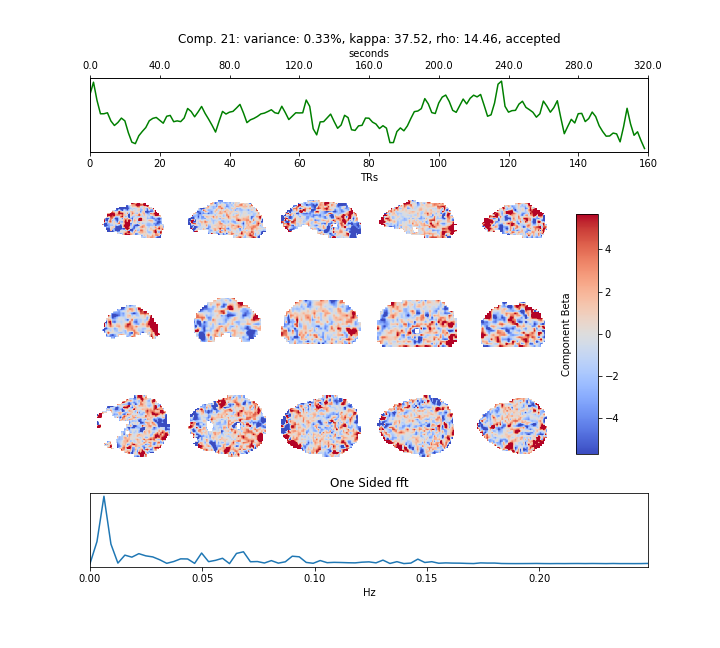 Comp. 21: variance: 0.33%, kappa: 37.52, rho: 14.46, accepted
seconds
0.0 40.0 80.0 120.0 160.0 200.0 240.0 280.0 320.0
0 20 40 60 80 100 120 140 160
TRs
4
2
0
−2
−4
Component Beta
One Sided fft
0.00 0.05 0.10 0.15 0.20
Hz